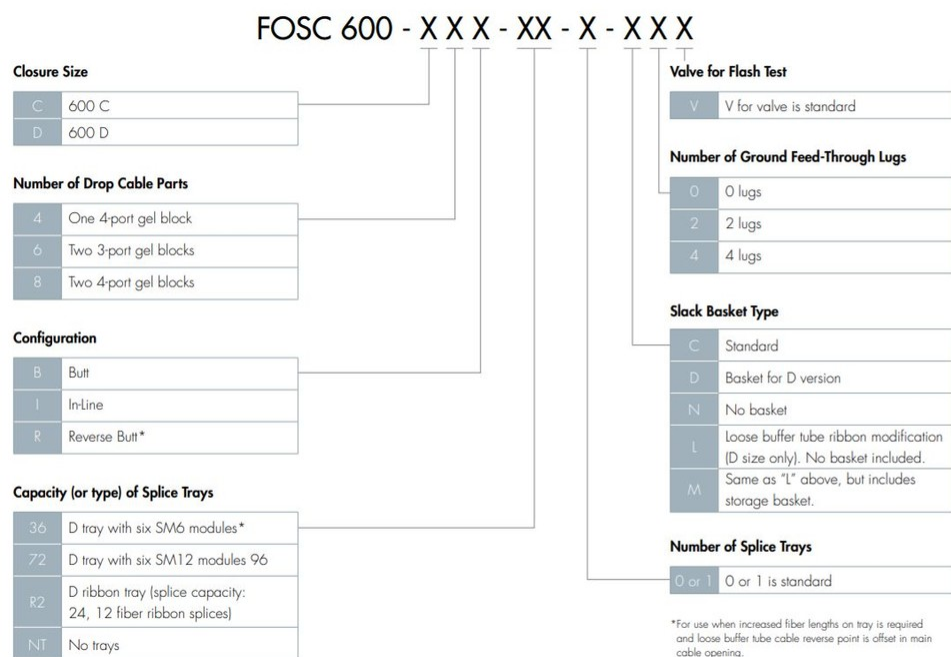 FOSC 600 - X X X - XX - X - X X X
Closure Size
C 600 C
D 600 D
Number of Drop Cable Parts
4 One 4-port gel block
6 Two 3-port gel blocks
8 Two 4-port gel blocks
Configuration
B Butt
I In-Line
R Reverse Butt*
Capacity (or type) of Splice Trays
36 D tray with six SM6 modules*
72 D tray with six SM12 modules 96
R2 D ribbon tray (splice capacity:
24, 12 fiber ribbon splices)
NT No trays
Valve for Flash Test
V V for valve is standard
Number of Ground Feed-Through Lugs
0 0 lugs
2 2 lugs
4 4 lugs
Slack Basket Type
C Standard
D Basket for D version
N No basket
L Loose buffer tube ribbon modification
(D size only). No basket included.
M Same as "L" above, but includes
storage basket.
Number of Splice Trays
0 or 1 0 or 1 is standard
*For use when increased fiber lengths on tray is required
and loose buffer tube cable reverse point is offset in main
cable opening.